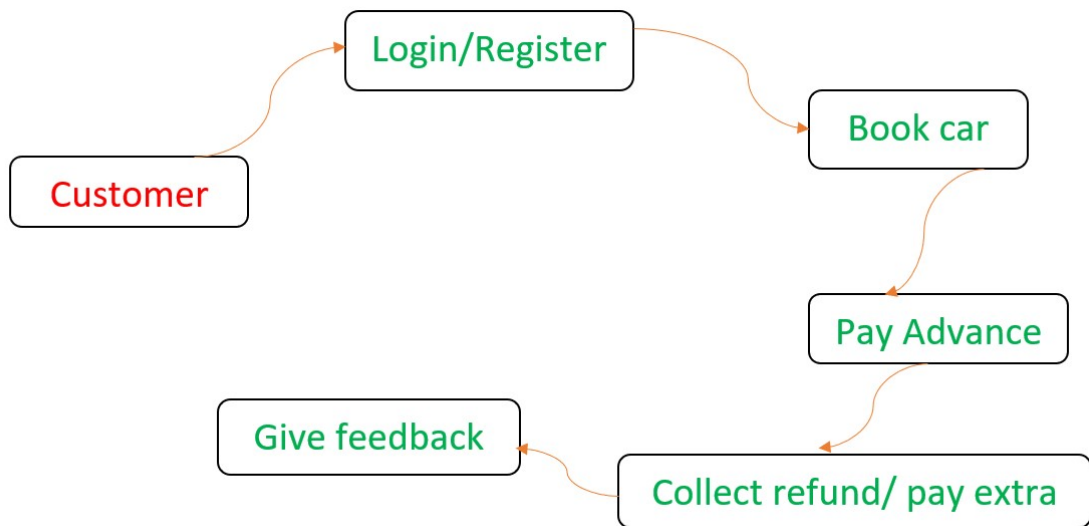 Login/Register
Book car
Customer
Pay Advance
Give feedback
Collect refund/ pay extra